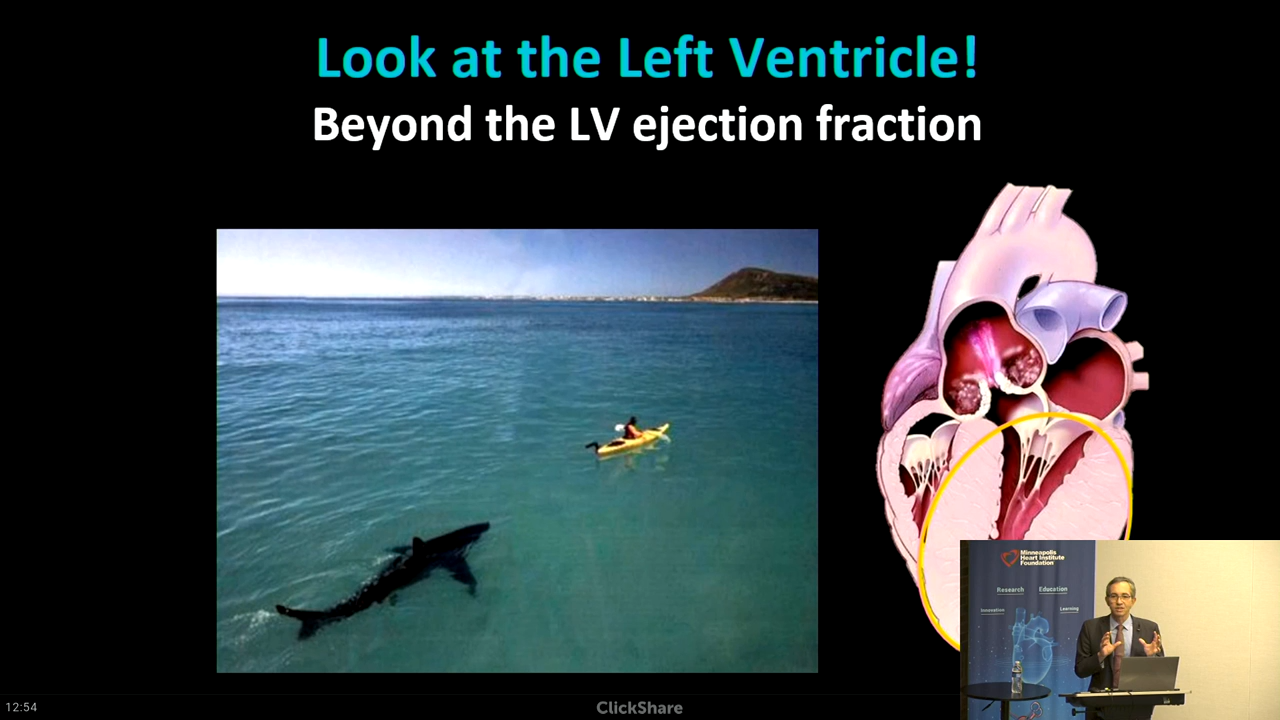 Look at the Left Ventricle!
Beyond the LV ejection fraction
Minneapolis
Heart Institute
Foundation
Research Education
Innovation Learning
12:54
ClickShare